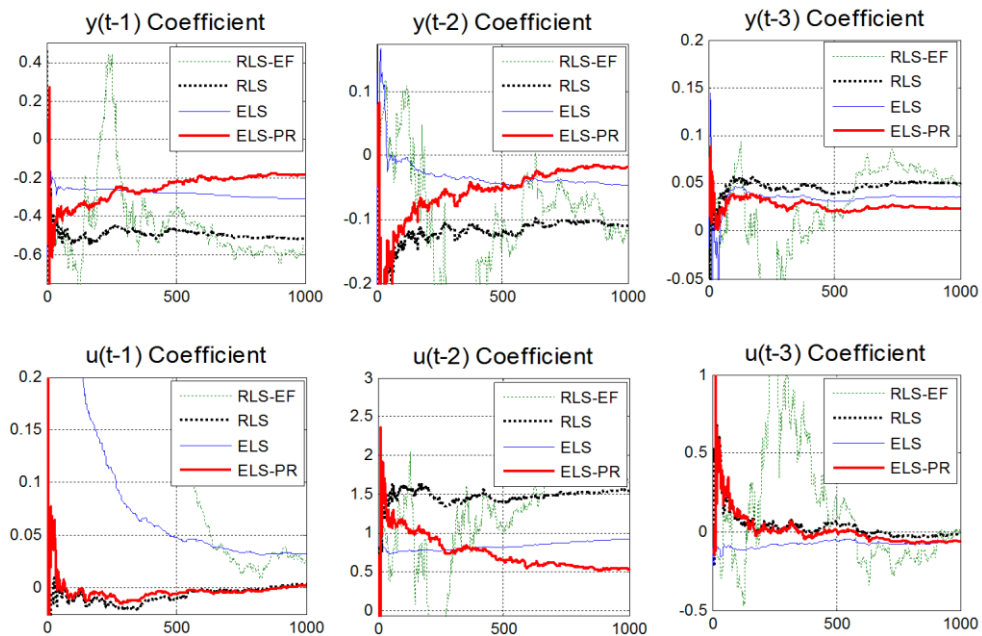 y(t-1) Coefficient
0.4
0.2
0
-0.2
-0.4
-0.6
0
500
1000
RLS-EF
RLS
ELS
ELS-PR
y(t-2) Coefficient
0.1
0
-0.1
-0.2
0
500
1000
RLS-EF
RLS
ELS
ELS-PR
y(t-3) Coefficient
0.2
0.15
0.1
0.05
0
-0.05
0
500
1000
RLS-EF
RLS
ELS
ELS-PR
u(t-1) Coefficient
0.2
0.15
0.1
0.05
0
0
500
1000
RLS-EF
RLS
ELS
ELS-PR
u(t-2) Coefficient
3
2.5
2
1.5
1
0.5
0
0
500
1000
RLS-EF
RLS
ELS
ELS-PR
u(t-3) Coefficient
1
0.5
0
-0.5
0
500
1000
RLS-EF
RLS
ELS
ELS-PR